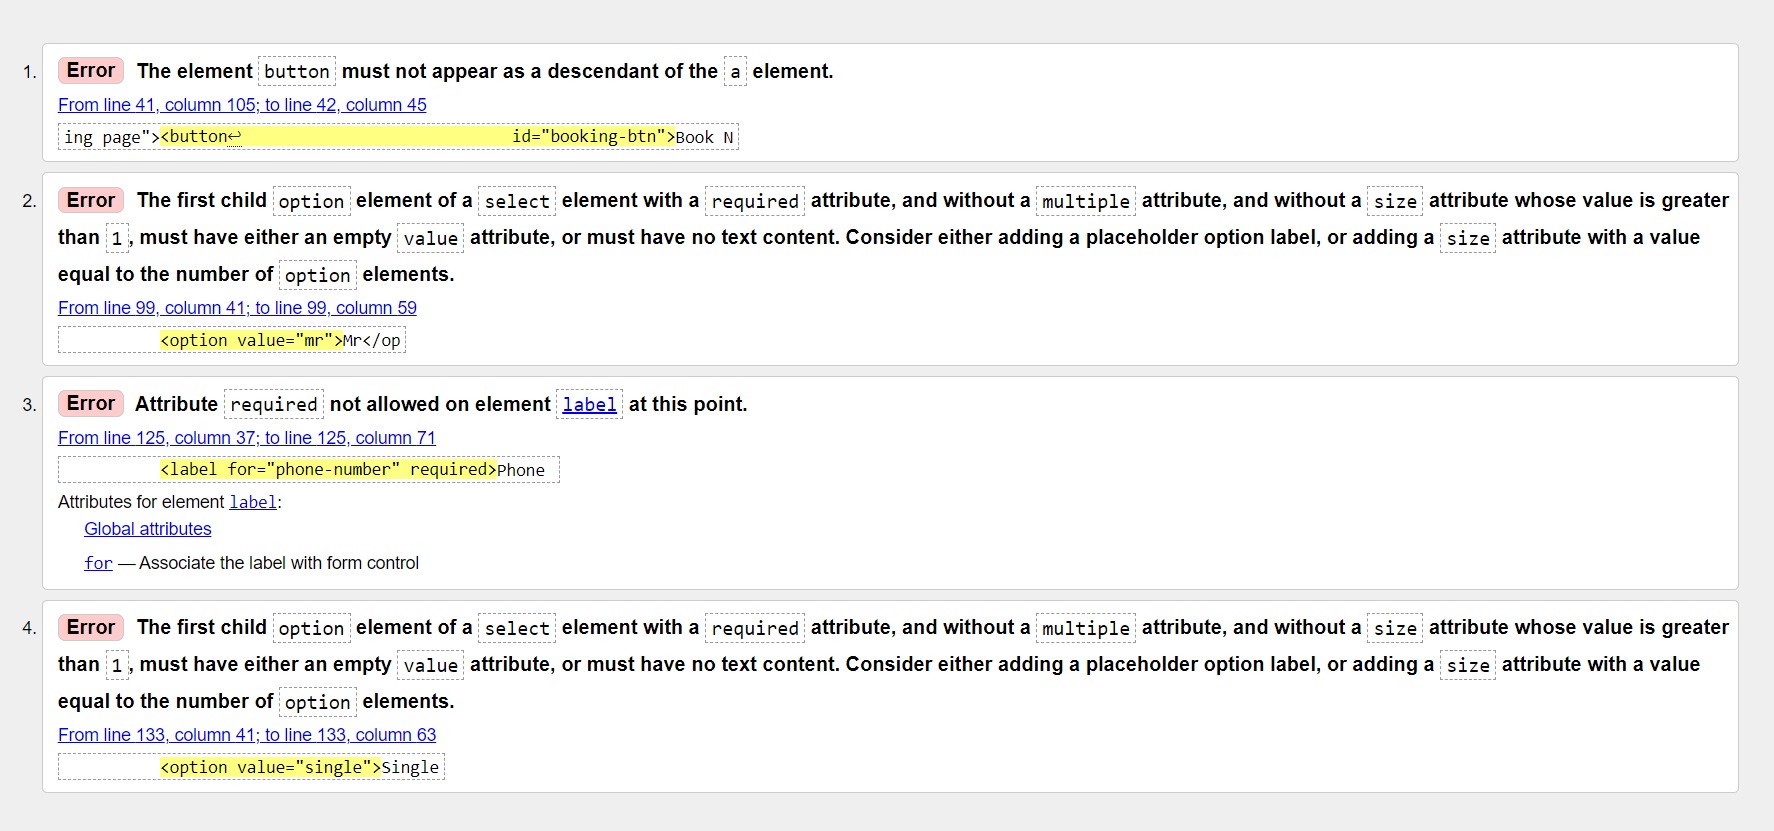 1. Error The element button must not appear as a descendant of the a element.
From line 41, column 105; to line 42, column 45
ing page"><button↩ id="booking-btn">Book N
2. Error The first child option element of a select element with a required attribute, and without a multiple attribute, and without a size attribute whose value is greater
than 1, must have either an empty value attribute, or must have no text content. Consider either adding a placeholder option label, or adding a size attribute with a value
equal to the number of option elements.
From line 99, column 41; to line 99, column 59
<option value="mr">Mr</op
3. Error Attribute required not allowed on element label at this point.
From line 125, column 37; to line 125, column 71
<label for="phone-number" required>Phone
Attributes for element label:
Global attributes
for — Associate the label with form control
4. Error The first child option element of a select element with a required attribute, and without a multiple attribute, and without a size attribute whose value is greater
than 1, must have either an empty value attribute, or must have no text content. Consider either adding a placeholder option label, or adding a size attribute with a value
equal to the number of option elements.
From line 133, column 41; to line 133, column 63
<option value="single">Single